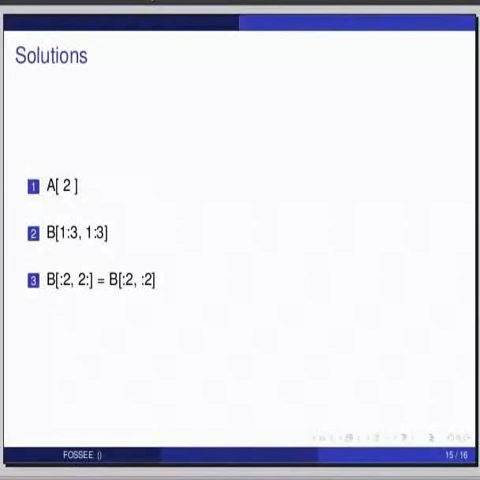 Solutions
1 A[ 2 ]
2 B[1:3, 1:3]
3 B[:2, 2:] = B[:2, :2]
FOSSEE () 15 / 16